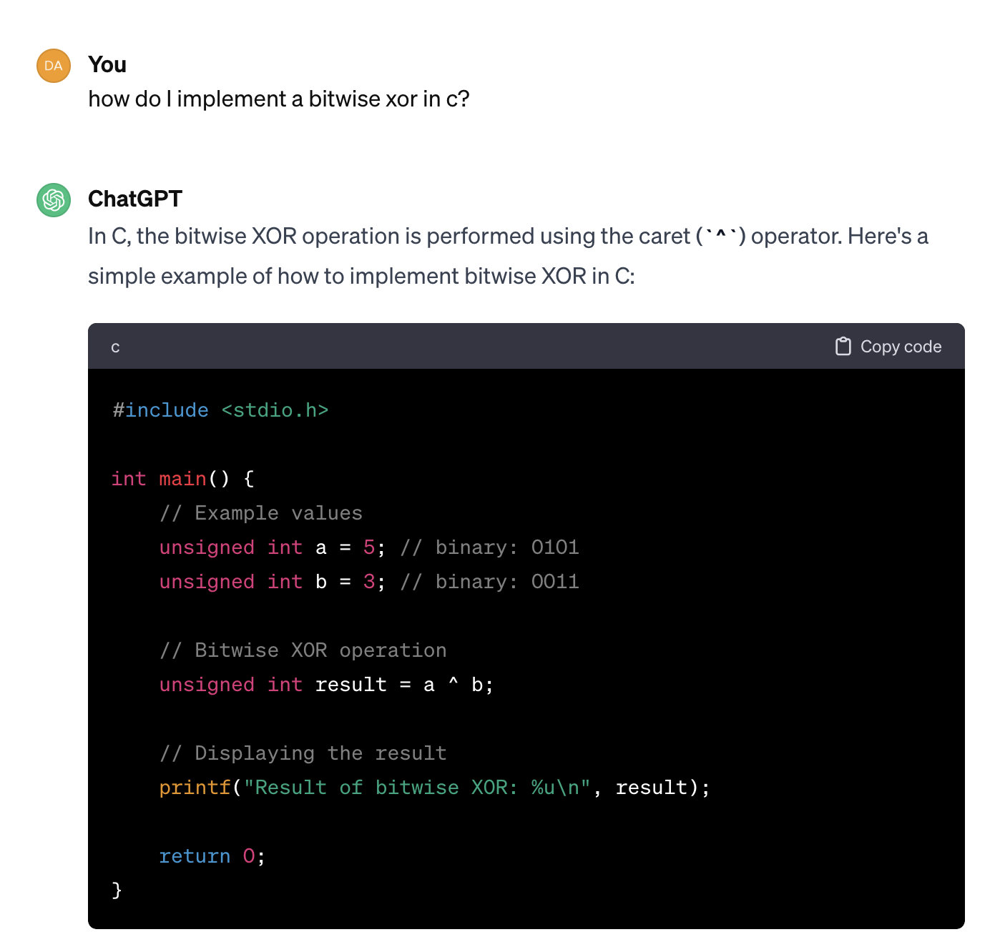 DA
You
how do I implement a bitwise xor in c?
ChatGPT
In C, the bitwise XOR operation is performed using the caret (`^`) operator. Here's a
simple example of how to implement bitwise XOR in C:
c
Copy code
#include <stdio.h>
int main() {
    // Example values
    unsigned int a = 5; // binary: 0101
    unsigned int b = 3; // binary: 0011
    // Bitwise XOR operation
    unsigned int result = a ^ b;
    // Displaying the result
    printf("Result of bitwise XOR: %u\n", result);
    return 0;
}